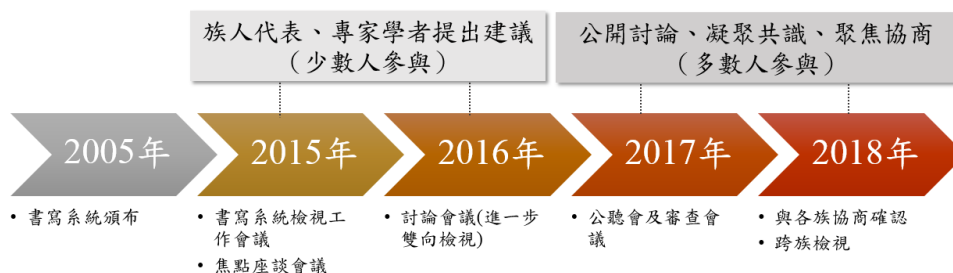 族人代表、專家學者提出建議
（少數人參與）
公開討論、凝聚共識、聚焦協商
（多數人參與）
2005年
2015年
2016年
2017年
2018年
• 書寫系統頒布
• 書寫系統檢視工
作會議
• 焦點座談會議
• 討論會議(進一步
雙向檢視)
• 公聽會及審查會
議
• 與各族協商確認
• 跨族檢視